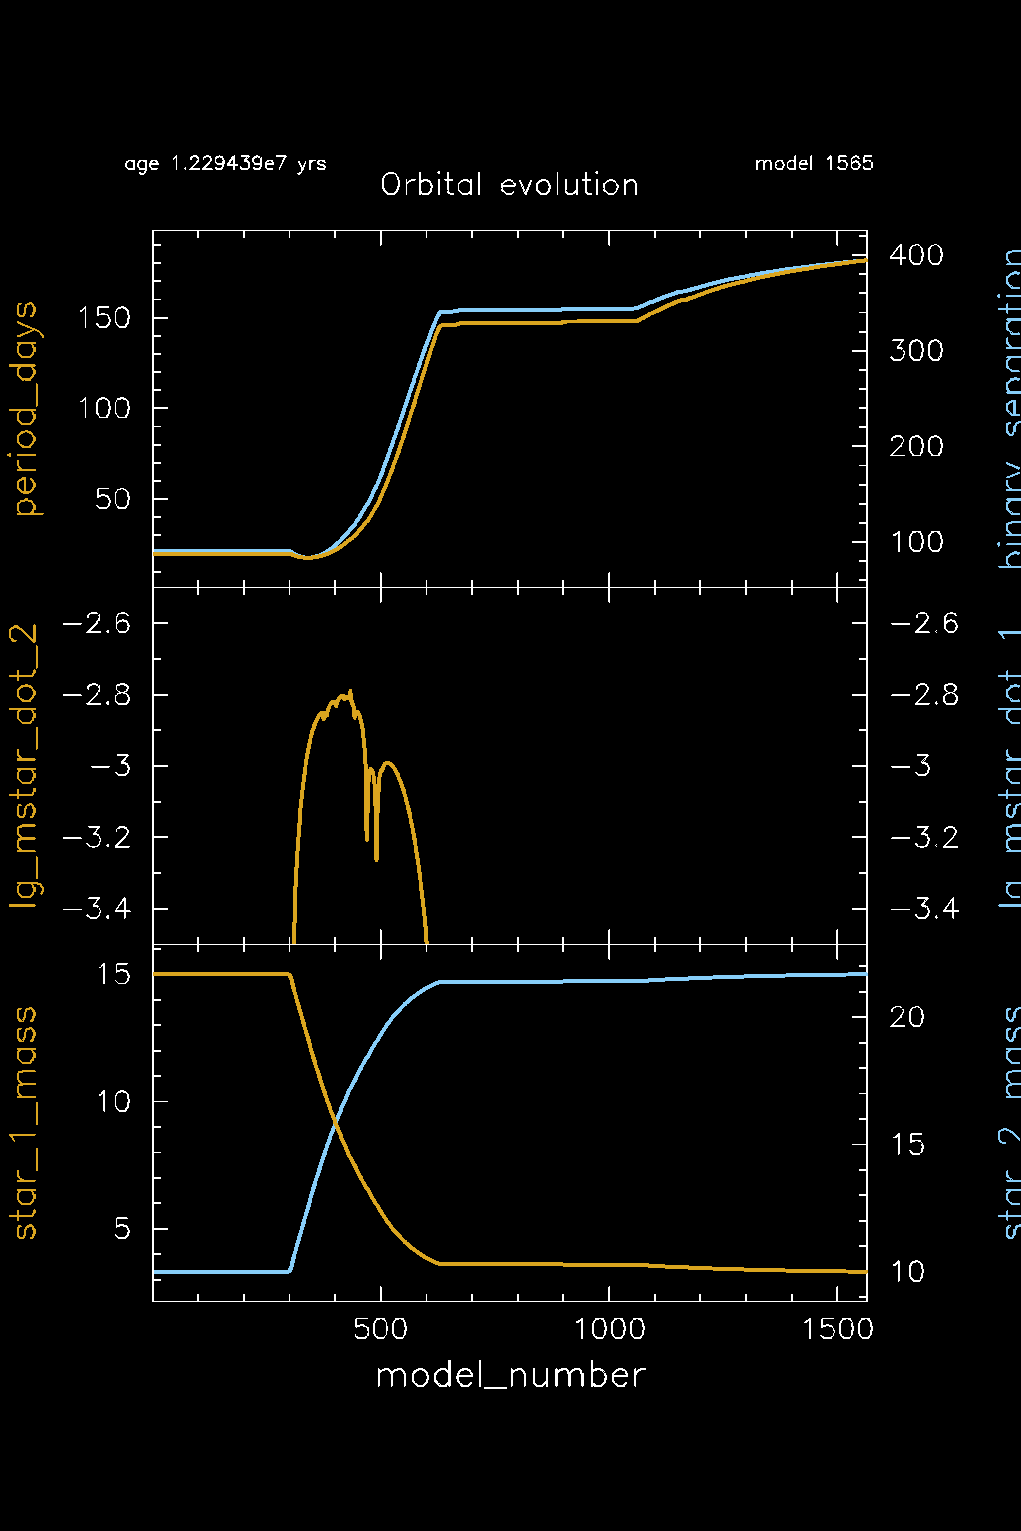 age 1.229439e7 yrs
model 1565
Orbital evolution
period_days
150
100
50
400
300
200
100
binary_separation
lg_mstar_dot_2
−2.6
−2.8
−3
−3.2
−3.4
−2.6
−2.8
−3
−3.2
−3.4
lg_mstar_dot_1
star_1_mass
15
10
5
20
15
10
star_2_mass
500 1000 1500
model_number